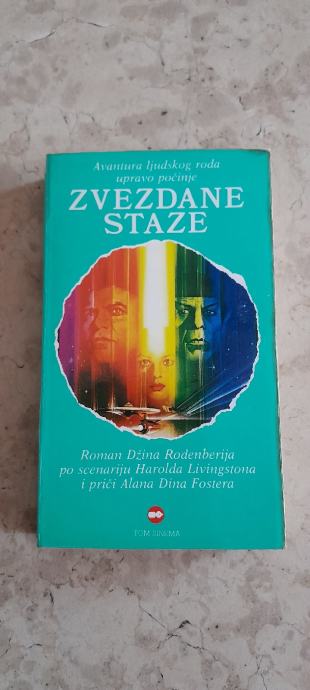 Avantura ljudskog roda
upravo počinje
ZVEZDANE
STAZE
Roman Džina Rodenberija
po scenariju Harolda Livingstona
i priči Alana Dina Fostera